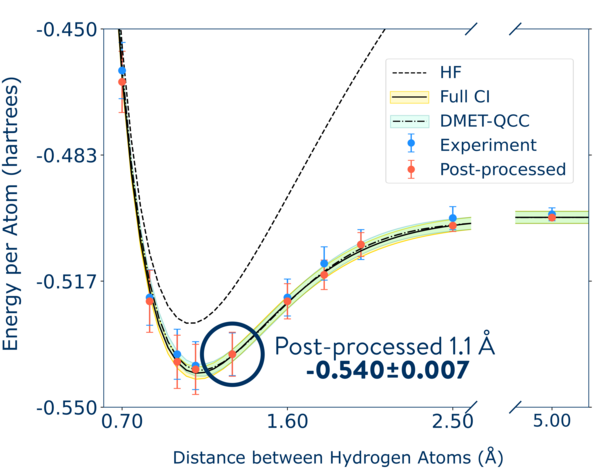 -0.450
-0.483
-0.517
-0.550
Energy per Atom (hartrees)
HF
Full CI
DMET-QCC
Experiment
Post-processed
Post-processed 1.1 Å
-0.540±0.007
0.70
1.60
2.50
5.00
Distance between Hydrogen Atoms (Å)